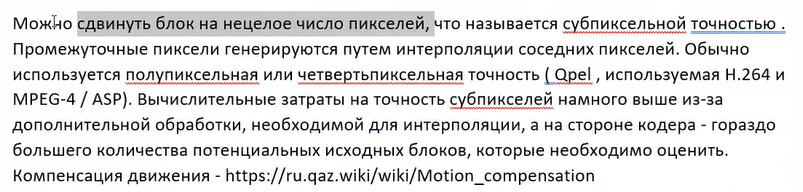 Можно сдвинуть блок на нецелое число пикселей, что называется субпиксельной точностью .
Промежуточные пиксели генерируются путем интерполяции соседних пикселей. Обычно
используется полупиксельная или четвертьпиксельная точность ( Qpel , используемая H.264 и
MPEG-4 / ASP). Вычислительные затраты на точность субпикселей намного выше из-за
дополнительной обработки, необходимой для интерполяции, а на стороне кодера - гораздо
большего количества потенциальных исходных блоков, которые необходимо оценить.
Компенсация движения - https://ru.qaz.wiki/wiki/Motion_compensation